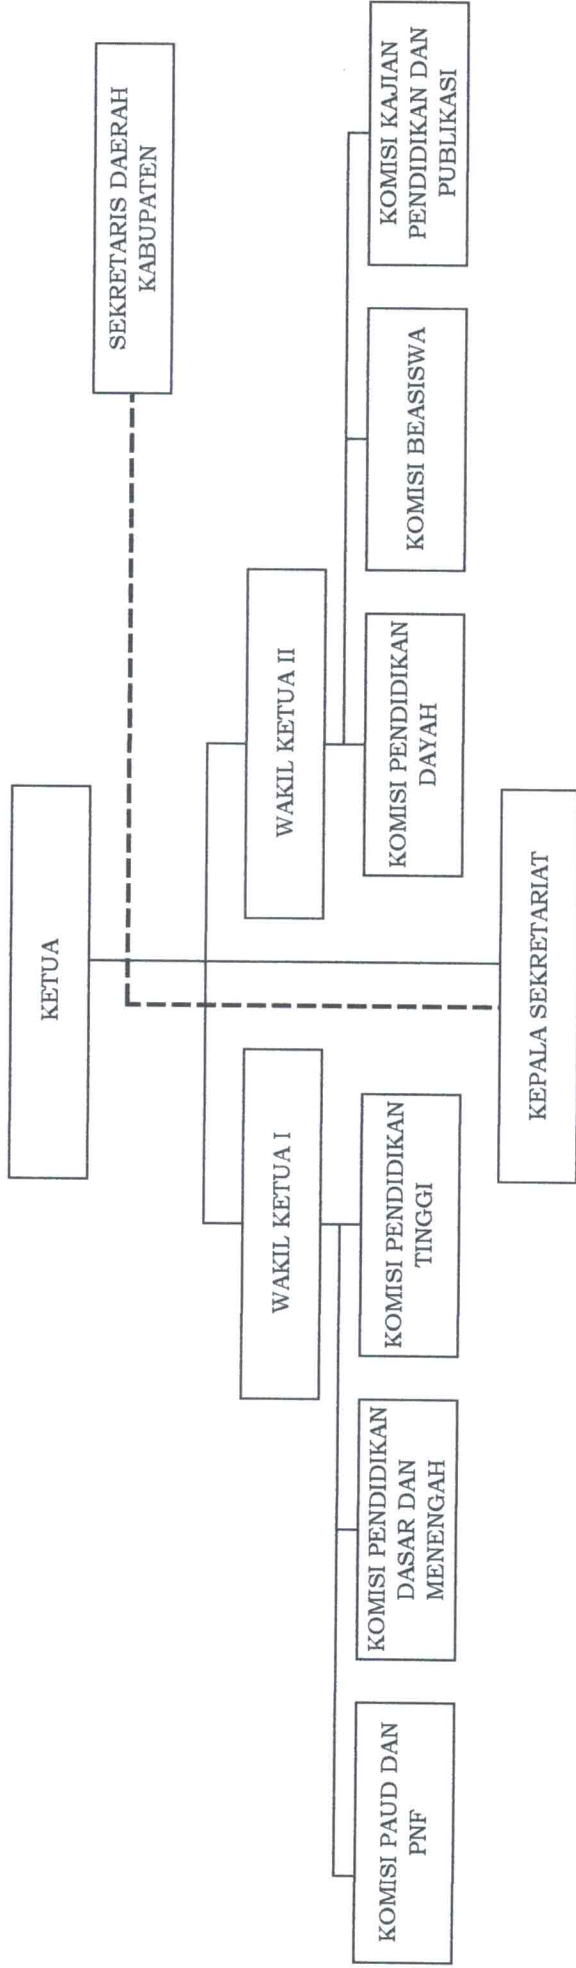 KETUA
SEKRETARIS DAERAH
KABUPATEN
WAKIL KETUA I
WAKIL KETUA II
KOMISI PAUD DAN
PNF
KOMISI PENDIDIKAN
DASAR DAN
MENENGAH
KOMISI PENDIDIKAN
TINGGI
KOMISI PENDIDIKAN
DAYAH
KOMISI BEASISWA
KOMISI KAJIAN
PENDIDIKAN DAN
PUBLIKASI
KEPALA SEKRETARIAT